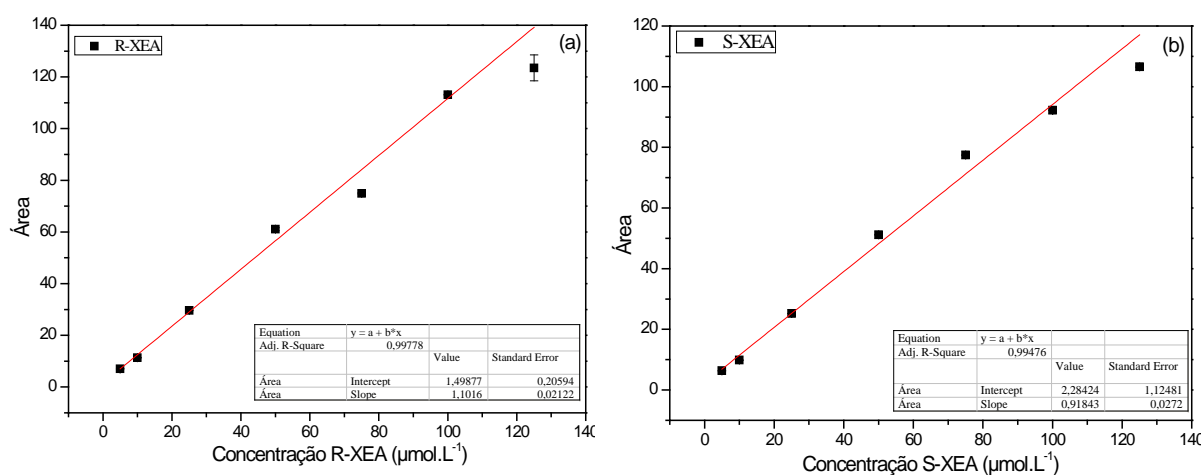 R-XEA
(a)
Área
140
120
100
80
60
40
20
0
Equation y = a + b*x
Adj. R-Square 0,99778
Value Standard Error
Área Intercept 1,49877 0,20594
Área Slope 1,1016 0,02122
0 20 40 60 80 100 120 140
Concentração R-XEA (µmol.L⁻¹)
S-XEA
(b)
Área
120
100
80
60
40
20
0
Equation y = a + b*x
Adj. R-Square 0,99476
Value Standard Error
Área Intercept 2,28424 1,12481
Área Slope 0,91843 0,0272
0 20 40 60 80 100 120 140
Concentração S-XEA (µmol.L⁻¹)